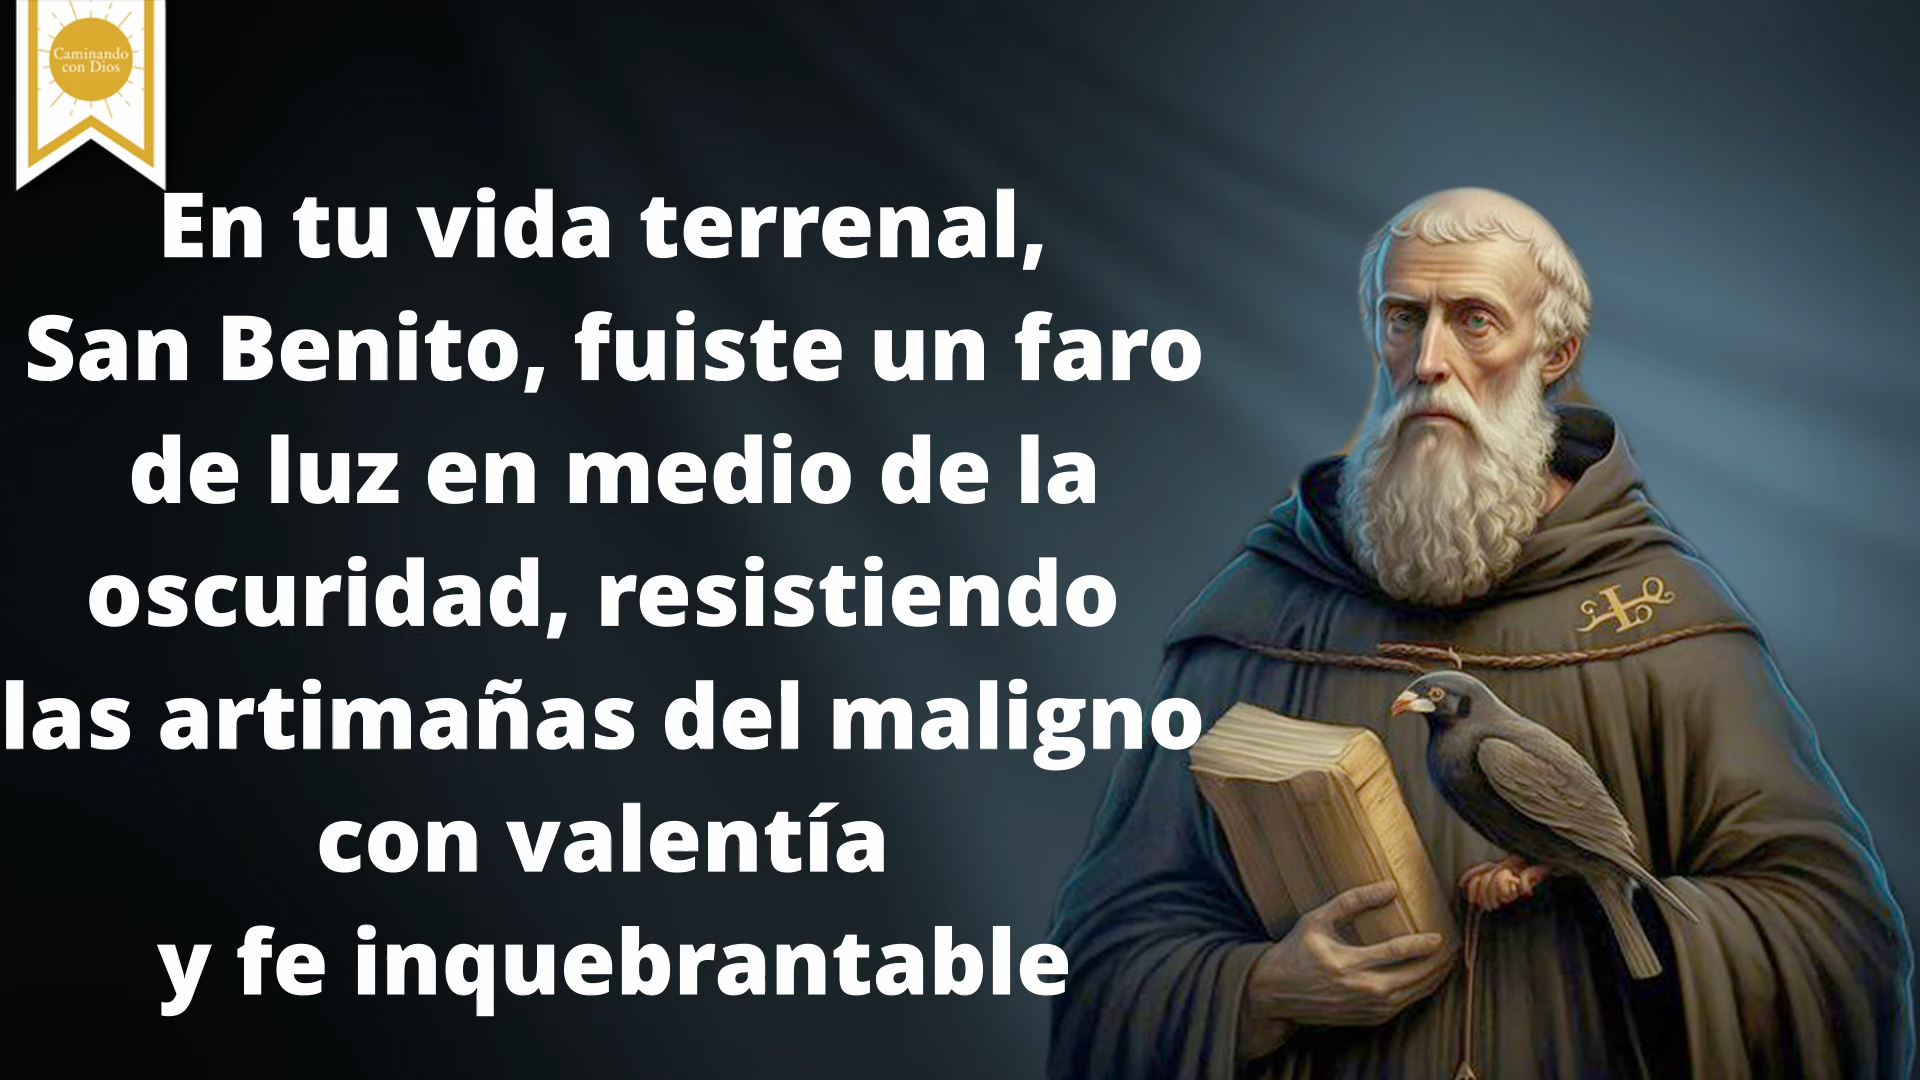 Caminando
con Dios
En tu vida terrenal,
San Benito, fuiste un faro
de luz en medio de la
oscuridad, resistiendo
las artimañas del maligno
con valentía
y fe inquebrantable